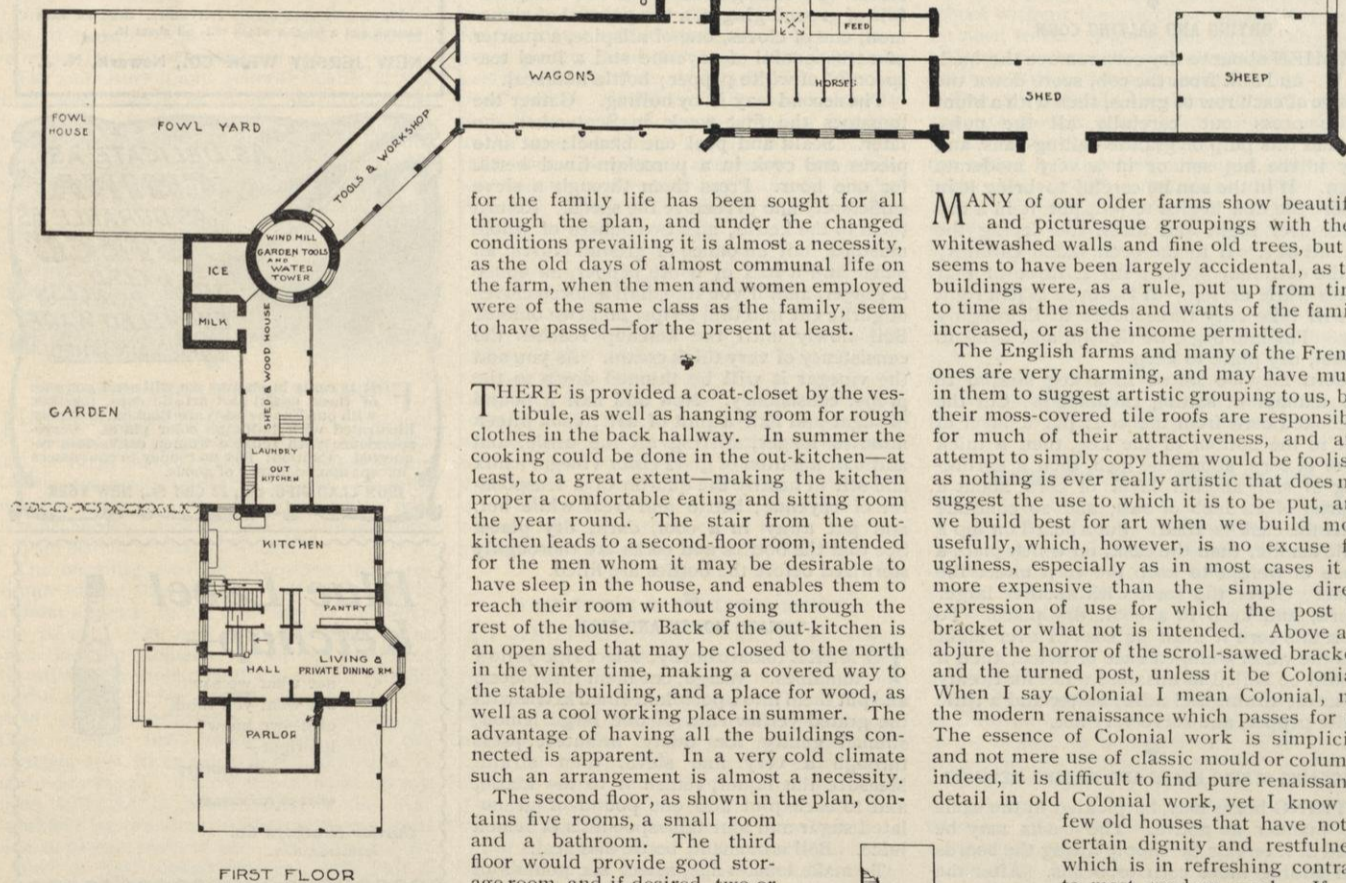 FEED
WAGONS
HORSES
SHED
SHEEP
FOWL
HOUSE
FOWL YARD
TOOLS & WORKSHOP
WIND MILL
GARDEN TOOLS
AND
WATER
TOWER
ICE
MILK
SHED & WOOD HOUSE
GARDEN
LAUNDRY
OUT
KITCHEN
KITCHEN
PANTRY
HALL
LIVING &
PRIVATE DINING RM
PARLOR
FIRST FLOOR
for the family life has been sought for all
through the plan, and under the changed
conditions prevailing it is almost a necessity,
as the old days of almost communal life on
the farm, when the men and women employed
were of the same class as the family, seem
to have passed—for the present at least.
THERE is provided a coat-closet by the ves-
tibule, as well as hanging room for rough
clothes in the back hallway. In summer the
cooking could be done in the out-kitchen—at
least, to a great extent—making the kitchen
proper a comfortable eating and sitting room
the year round. The stair from the out-
kitchen leads to a second-floor room, intended
for the men whom it may be desirable to
have sleep in the house, and enables them to
reach their room without going through the
rest of the house. Back of the out-kitchen is
an open shed that may be closed to the north
in the winter time, making a covered way to
the stable building, and a place for wood, as
well as a cool working place in summer. The
advantage of having all the buildings con-
nected is apparent. In a very cold climate
such an arrangement is almost a necessity.
The second floor, as shown in the plan, con-
tains five rooms, a small room
and a bathroom. The third
floor would provide good stor-
age room, and if desired, two or
MANY of our older farms show beautif
and picturesque groupings with the
whitewashed walls and fine old trees, but
seems to have been largely accidental, as t
buildings were, as a rule, put up from tim
to time as the needs and wants of the fami
increased, or as the income permitted.
The English farms and many of the Fren
ones are very charming, and may have mu
in them to suggest artistic grouping to us, b
their moss-covered tile roofs are responsib
for much of their attractiveness, and a
attempt to simply copy them would be foolis
as nothing is ever really artistic that does n
suggest the use to which it is to be put, a
we build best for art when we build mo
usefully, which, however, is no excuse f
ugliness, especially as in most cases it
more expensive than the simple dire
expression of use for which the post
bracket or what not is intended. Above a
abjure the horror of the scroll-sawed bracke
and the turned post, unless it be Colonia
When I say Colonial I mean Colonial, n
the modern renaissance which passes for
The essence of Colonial work is simplici
and not mere use of classic mould or colum
indeed, it is difficult to find pure renaissan
detail in old Colonial work, yet I know
few old houses that have not
certain dignity and restfulne
which is in refreshing contra